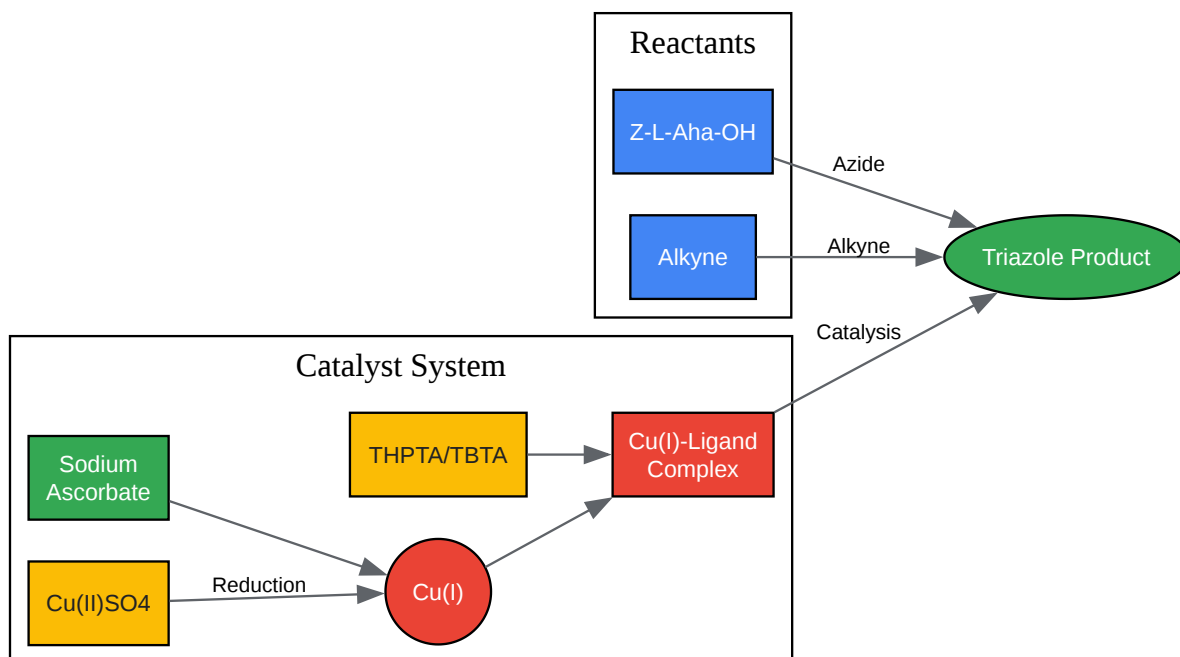 Reactants
Z-L-Aha-OH
Azide
Alkyne
Alkyne
Triazole Product
Catalysis
Catalyst System
Sodium
Ascorbate
THPTA/TBTA
Cu(I)-Ligand
Complex
Cu(II)SO4
Reduction
Cu(I)